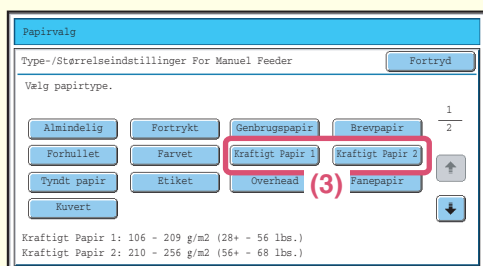 Papirvalg
Type-/Størrelseindstillinger For Manuel Feeder Fortryd
Vælg papirtype.
1
2
Almindelig Fortrykt Genbrugspapir Brevpapir
Forhullet Farvet Kraftigt Papir 1 Kraftigt Papir 2
Tyndt papir Etiket Overhead Fanepapir
(3)
Kuvert
Kraftigt Papir 1: 106 - 209 g/m2 (28+ - 56 lbs.)
Kraftigt Papir 2: 210 - 256 g/m2 (56+ - 68 lbs.)